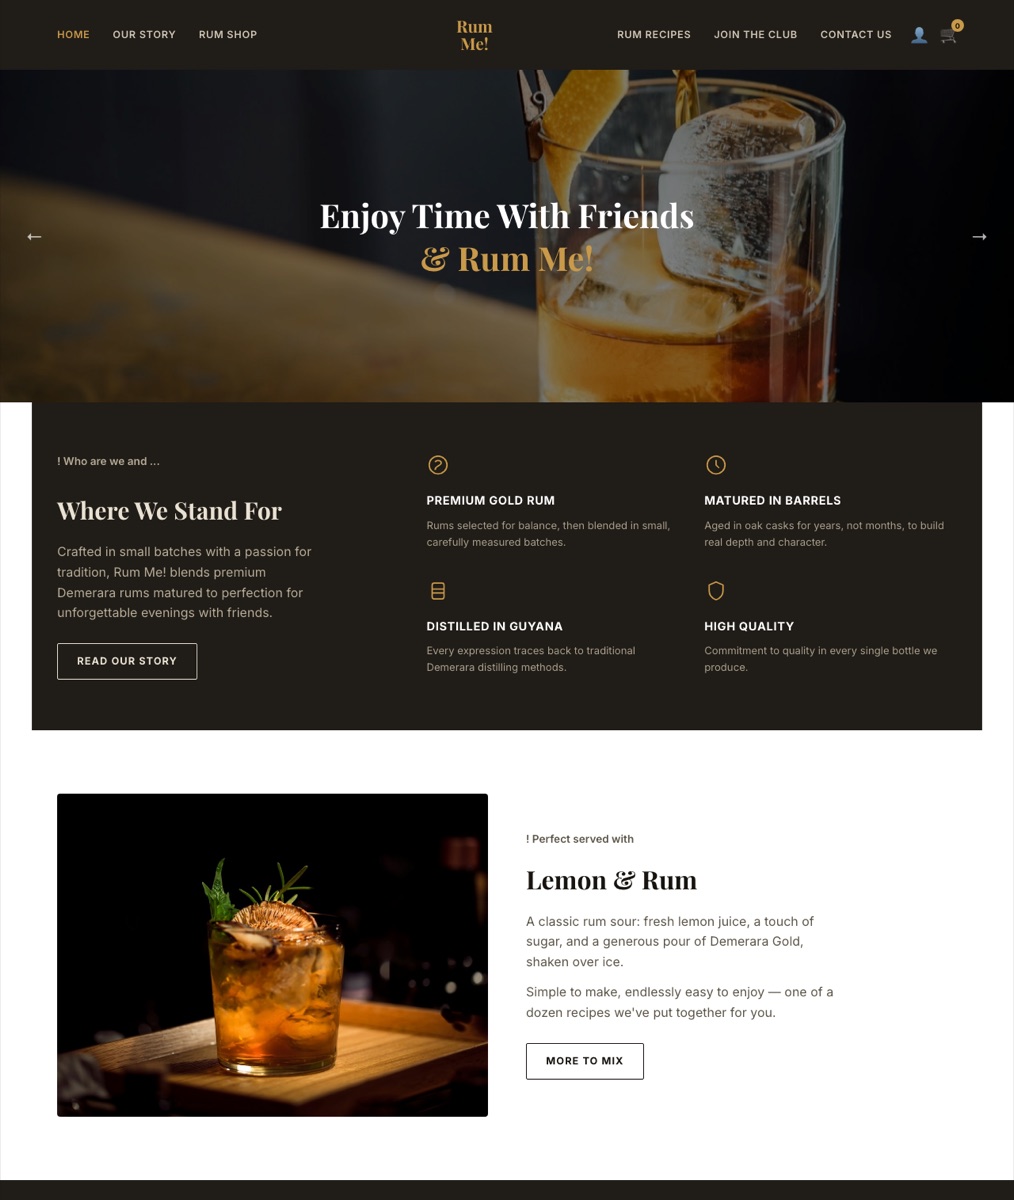 HOME
OUR STORY
RUM SHOP
Rum
Me!
RUM RECIPES
JOIN THE CLUB
CONTACT US
0
←
→
Enjoy Time With Friends
& Rum Me!
! Who are we and ...
Where We Stand For
Crafted in small batches with a passion for
tradition, Rum Me! blends premium
Demerara rums matured to perfection for
unforgettable evenings with friends.
READ OUR STORY
PREMIUM GOLD RUM
Rums selected for balance, then blended in small,
carefully measured batches.
MATURED IN BARRELS
Aged in oak casks for years, not months, to build
real depth and character.
DISTILLED IN GUYANA
Every expression traces back to traditional
Demerara distilling methods.
HIGH QUALITY
Commitment to quality in every single bottle we
produce.
! Perfect served with
Lemon & Rum
A classic rum sour: fresh lemon juice, a touch of
sugar, and a generous pour of Demerara Gold,
shaken over ice.
Simple to make, endlessly easy to enjoy — one of a
dozen recipes we've put together for you.
MORE TO MIX